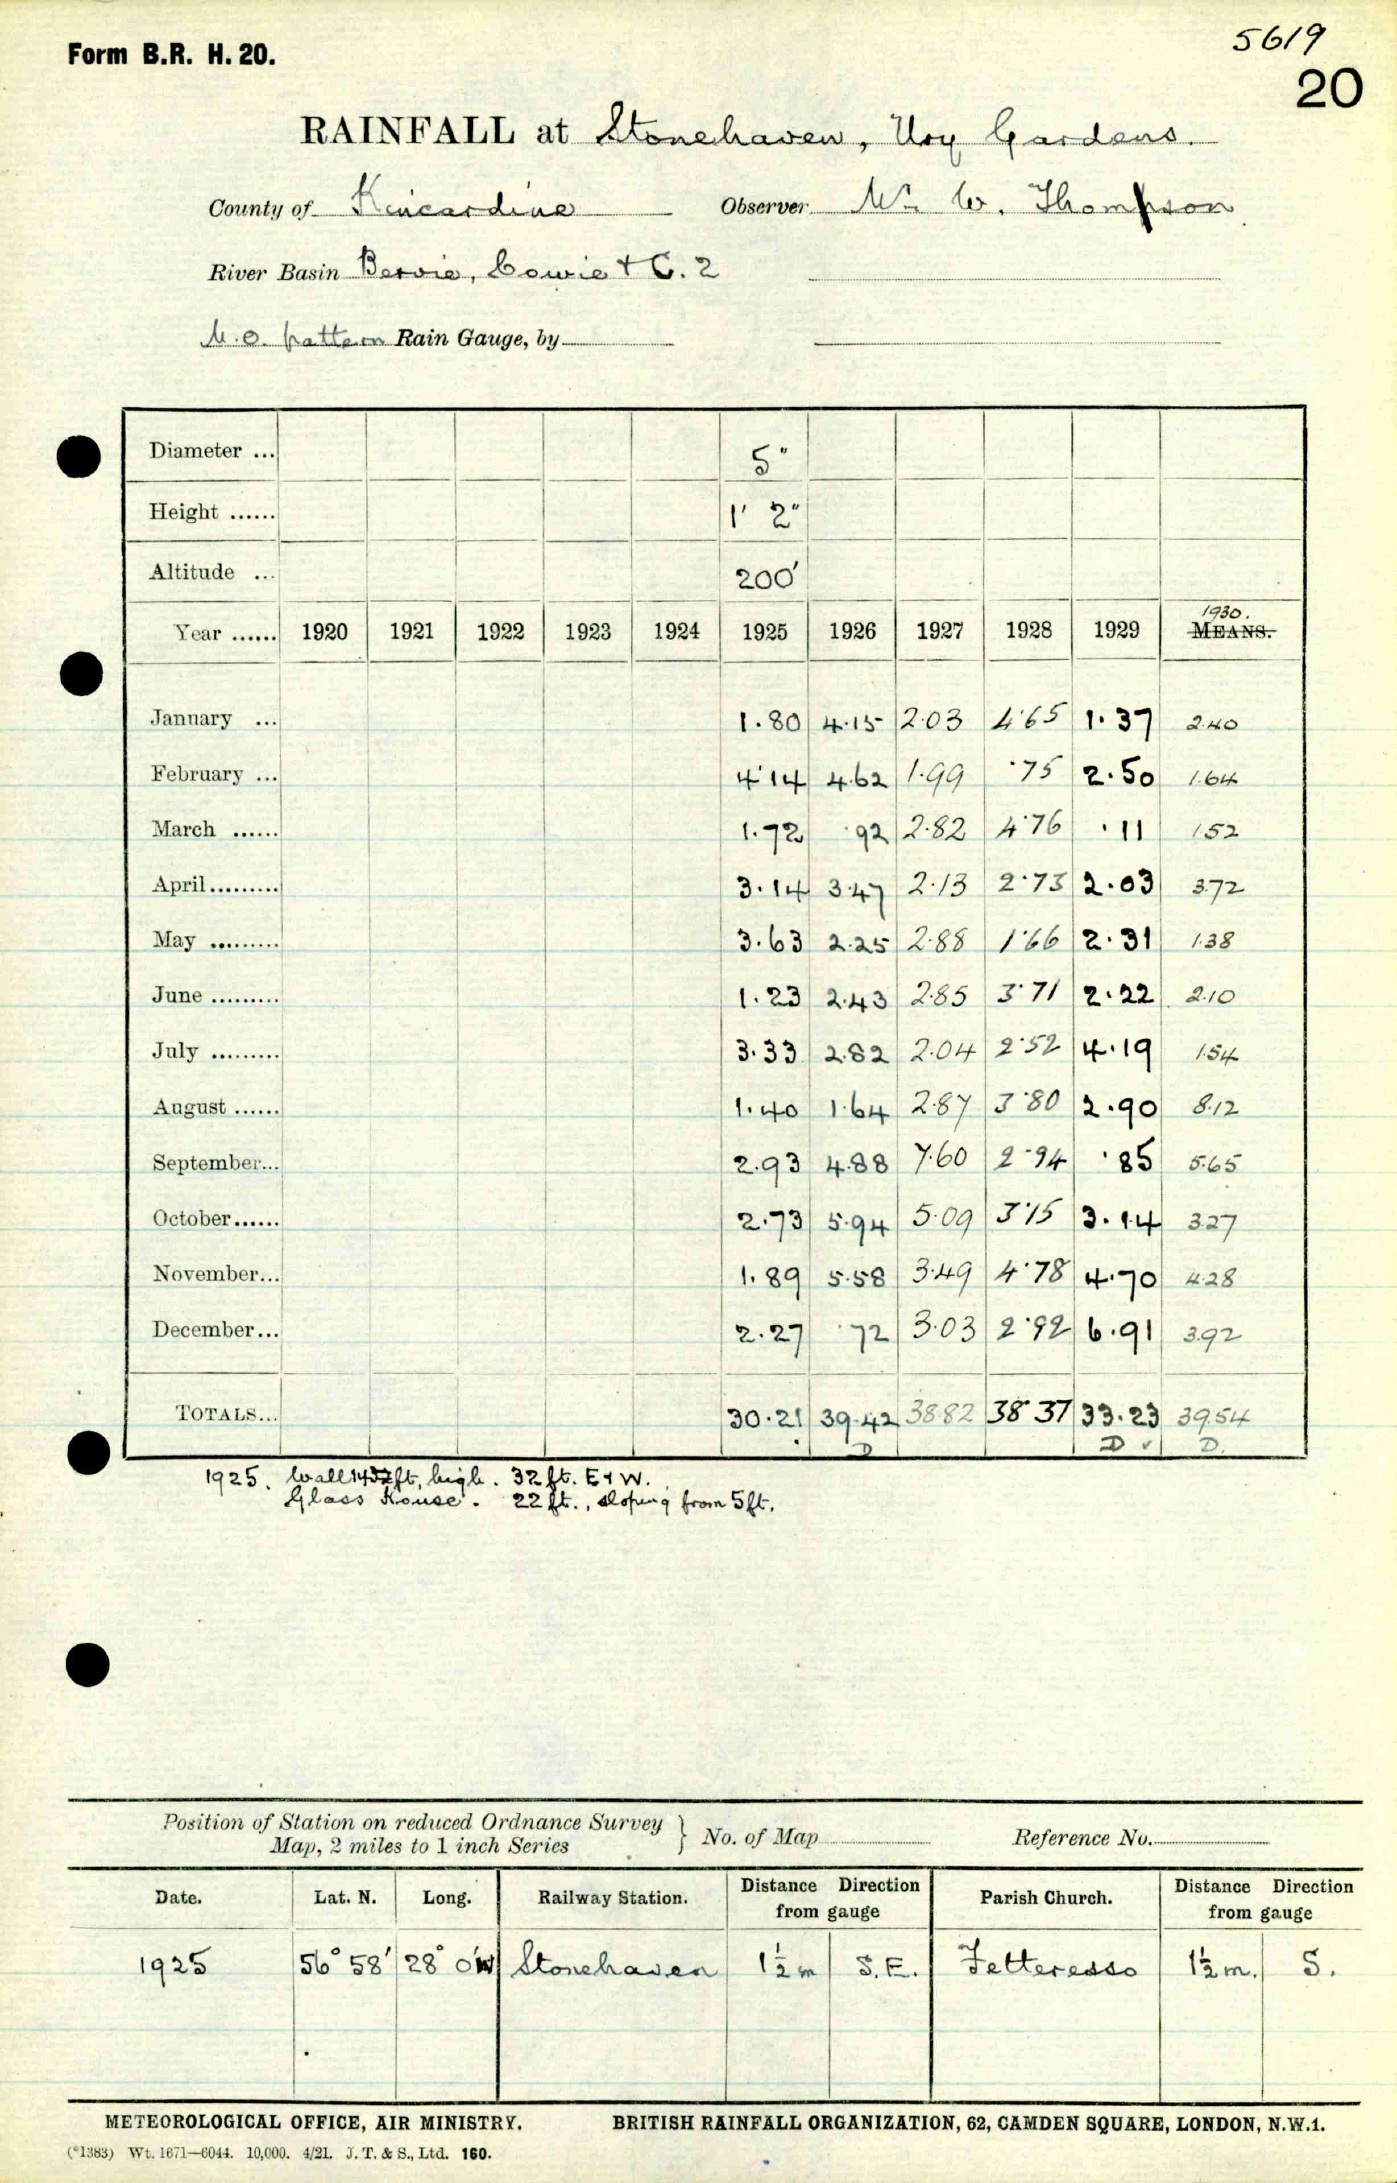 Form B.R. H. 20.
5619
20
RAINFALL at Stonehaven, Ury Gardens.
County of Kincardine Observer Mr. W. Thompson
River Basin Bervie, Cowie + C. 2
M.O. pattern Rain Gauge, by
Diameter ... 5"
Height ...... 1' 2"
Altitude ... 200'
1930.
Year ...... 1920 1921 1922 1923 1924 1925 1926 1927 1928 1929 MEANS.
January ... 1.80 4.15 2.03 4.65 1.37 2.40
February ... 4.14 4.62 1.99 .75 2.50 1.64
March ...... 1.72 .92 2.82 4.76 .11 1.52
April......... 3.14 3.47 2.13 2.73 2.03 3.72
May ......... 3.63 2.25 2.88 1.66 2.31 1.38
June ......... 1.23 2.43 2.85 3.71 2.22 2.10
July ......... 3.33 2.82 2.04 2.52 4.19 1.54
August ...... 1.40 1.64 2.87 3.80 2.90 8.12
September... 2.93 4.88 7.60 2.94 .85 5.65
October...... 2.73 5.94 5.09 3.15 3.14 3.27
November... 1.89 5.58 3.49 4.78 4.70 4.28
December... 2.27 .72 3.03 2.92 6.91 3.92
TOTALS... 30.21 39.42 38.82 38.37 33.23 39.54
D D ✓ D.
1925. Wall ft. high. 32 ft. E + W.
Glass House. 22 ft., sloping from 5 ft.
Position of Station on reduced Ordnance Survey
Map, 2 miles to 1 inch Series } No. of Map Reference No.
Date. Lat. N. Long. Railway Station. Distance Direction from gauge Parish Church. Distance Direction from gauge
1925 56° 58' 28° 0'W Stonehaven 1½ m S.E. Fetteresso 1½ m. S.
METEOROLOGICAL OFFICE, AIR MINISTRY. BRITISH RAINFALL ORGANIZATION, 62, CAMDEN SQUARE, LONDON, N.W.1.
(*1383) Wt. 1671—6044. 10,000. 4/21. J. T. & S., Ltd. 160.